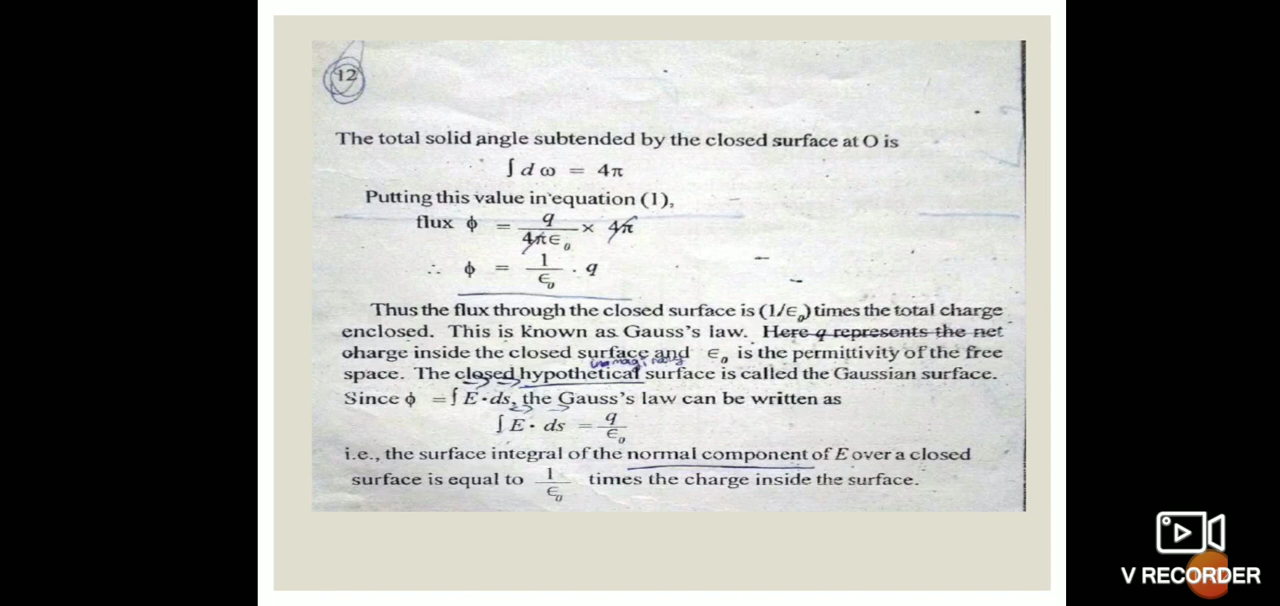 12
The total solid angle subtended by the closed surface at O is
∫ d ω = 4π
Putting this value in equation (1),
flux ϕ = q / 4π∈₀ × 4π
∴ ϕ = 1 / ∈₀ . q
Thus the flux through the closed surface is (1/∈₀) times the total charge
enclosed. This is known as Gauss's law. Here q represents the net
charge inside the closed surface and ∈₀ is the permittivity of the free
imaginary
space. The closed hypothetical surface is called the Gaussian surface.
Since ϕ = ∫ E · ds, the Gauss's law can be written as
∫ E · ds = q / ∈₀
i.e., the surface integral of the normal component of E over a closed
surface is equal to 1 / ∈₀ times the charge inside the surface.
V RECORDER